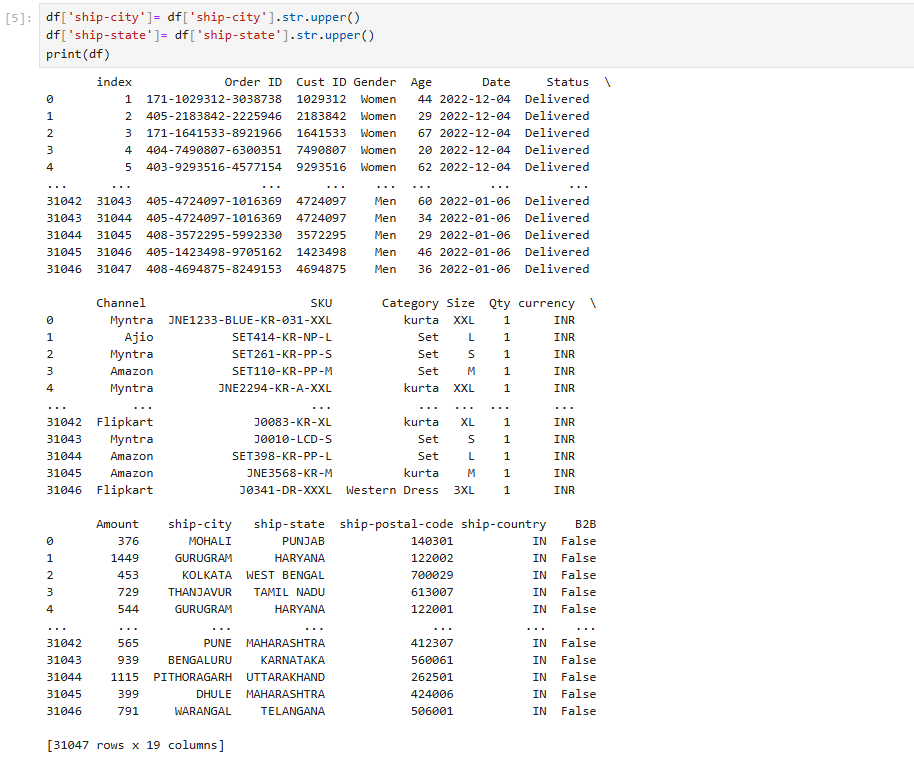 [5]: df['ship-city']= df['ship-city'].str.upper()
df['ship-state']= df['ship-state'].str.upper()
print(df)
index Order ID Cust ID Gender Age Date Status \
0 1 171-1029312-3038738 1029312 Women 44 2022-12-04 Delivered
1 2 405-2183842-2225946 2183842 Women 29 2022-12-04 Delivered
2 3 171-1641533-8921966 1641533 Women 67 2022-12-04 Delivered
3 4 404-7490807-6300351 7490807 Women 20 2022-12-04 Delivered
4 5 403-9293516-4577154 9293516 Women 62 2022-12-04 Delivered
... ... ... ... ... ... ... ...
31042 31043 405-4724097-1016369 4724097 Men 60 2022-01-06 Delivered
31043 31044 405-4724097-1016369 4724097 Men 34 2022-01-06 Delivered
31044 31045 408-3572295-5992330 3572295 Men 29 2022-01-06 Delivered
31045 31046 405-1423498-9705162 1423498 Men 46 2022-01-06 Delivered
31046 31047 408-4694875-8249153 4694875 Men 36 2022-01-06 Delivered
Channel SKU Category Size Qty currency \
0 Myntra JNE1233-BLUE-KR-031-XXL kurta XXL 1 INR
1 Ajio SET414-KR-NP-L Set L 1 INR
2 Myntra SET261-KR-PP-S Set S 1 INR
3 Amazon SET110-KR-PP-M Set M 1 INR
4 Myntra JNE2294-KR-A-XXL kurta XXL 1 INR
... ... ... ... ... ... ...
31042 Flipkart J0083-KR-XL kurta XL 1 INR
31043 Myntra J0010-LCD-S Set S 1 INR
31044 Amazon SET398-KR-PP-L Set L 1 INR
31045 Amazon JNE3568-KR-M kurta M 1 INR
31046 Flipkart J0341-DR-XXXL Western Dress 3XL 1 INR
Amount ship-city ship-state ship-postal-code ship-country B2B
0 376 MOHALI PUNJAB 140301 IN False
1 1449 GURUGRAM HARYANA 122002 IN False
2 453 KOLKATA WEST BENGAL 700029 IN False
3 729 THANJAVUR TAMIL NADU 613007 IN False
4 544 GURUGRAM HARYANA 122001 IN False
... ... ... ... ... ... ...
31042 565 PUNE MAHARASHTRA 412307 IN False
31043 939 BENGALURU KARNATAKA 560061 IN False
31044 1115 PITHORAGARH UTTARAKHAND 262501 IN False
31045 399 DHULE MAHARASHTRA 424006 IN False
31046 791 WARANGAL TELANGANA 506001 IN False
[31047 rows x 19 columns]